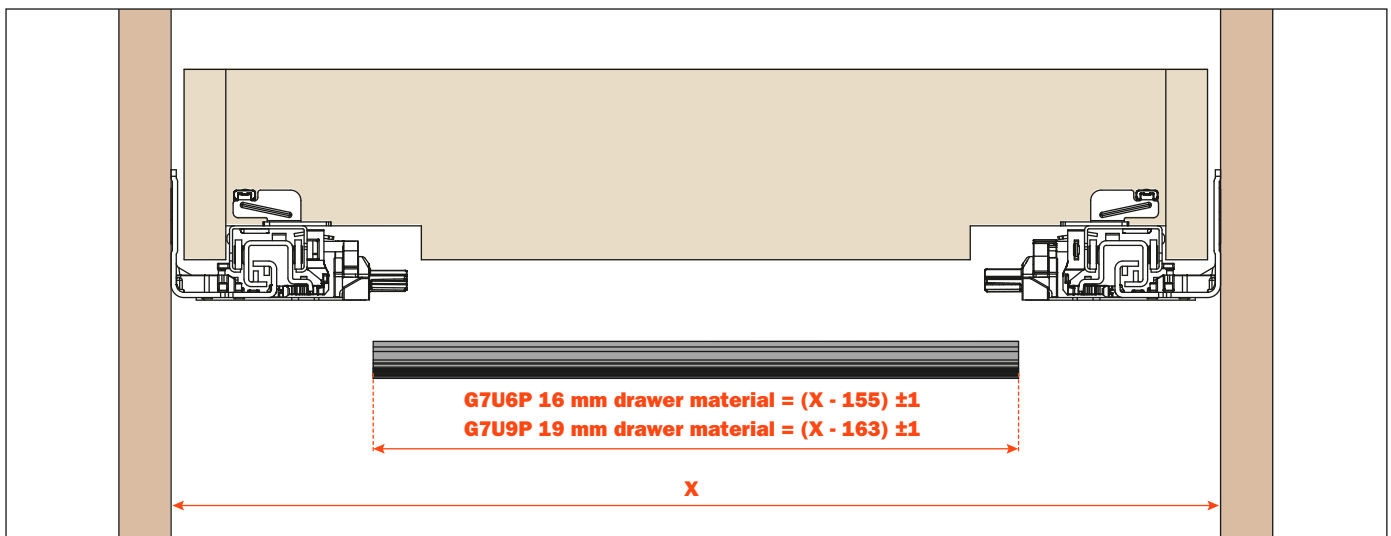 G7U6P 16 mm drawer material = (X - 155) ±1
G7U9P 19 mm drawer material = (X - 163) ±1
X